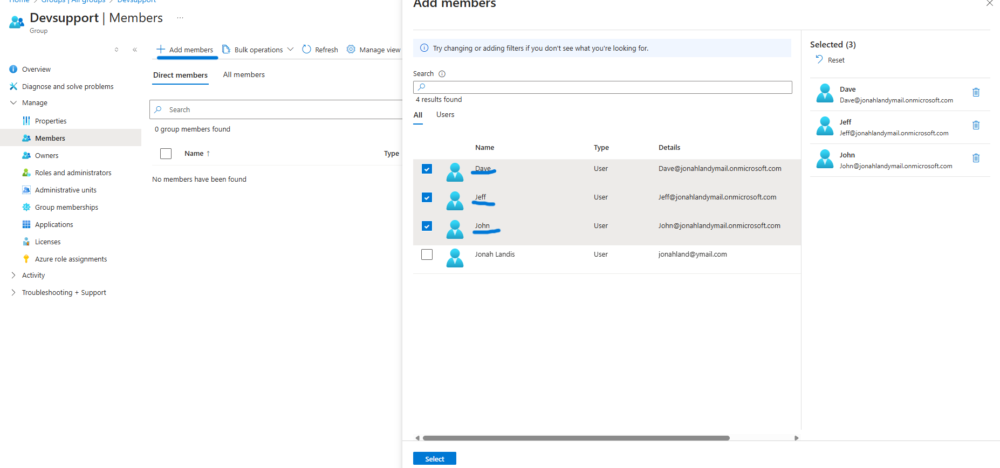 Home > Groups | All groups > Devsupport
Devsupport | Members ...
Group
Overview
Diagnose and solve problems
Manage
Properties
Members
Owners
Roles and administrators
Administrative units
Group memberships
Applications
Licenses
Azure role assignments
Activity
Troubleshooting + Support
Add members Bulk operations Refresh Manage view
Direct members All members
Search
0 group members found
Name ↑ Type
No members have been found
Add members
Try changing or adding filters if you don't see what you're looking for.
Search
4 results found
All Users
Name Type Details
Dave User Dave@jonahlandymail.onmicrosoft.com
Jeff User Jeff@jonahlandymail.onmicrosoft.com
John User John@jonahlandymail.onmicrosoft.com
Jonah Landis User jonahland@ymail.com
Select
Selected (3)
Reset
Dave
Dave@jonahlandymail.onmicrosoft.com
Jeff
Jeff@jonahlandymail.onmicrosoft.com
John
John@jonahlandymail.onmicrosoft.com